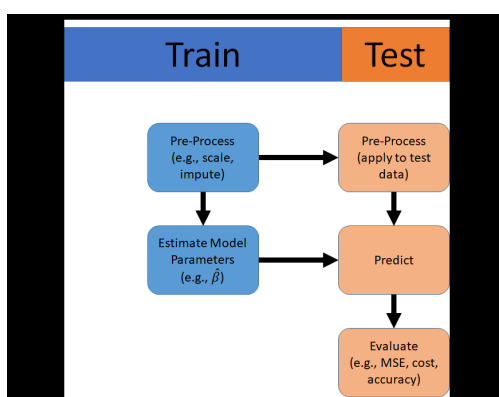 Train
Test
Pre-Process
(e.g., scale,
impute)
Pre-Process
(apply to test
data)
Estimate Model
Parameters
(e.g., β̂)
Predict
Evaluate
(e.g., MSE, cost,
accuracy)